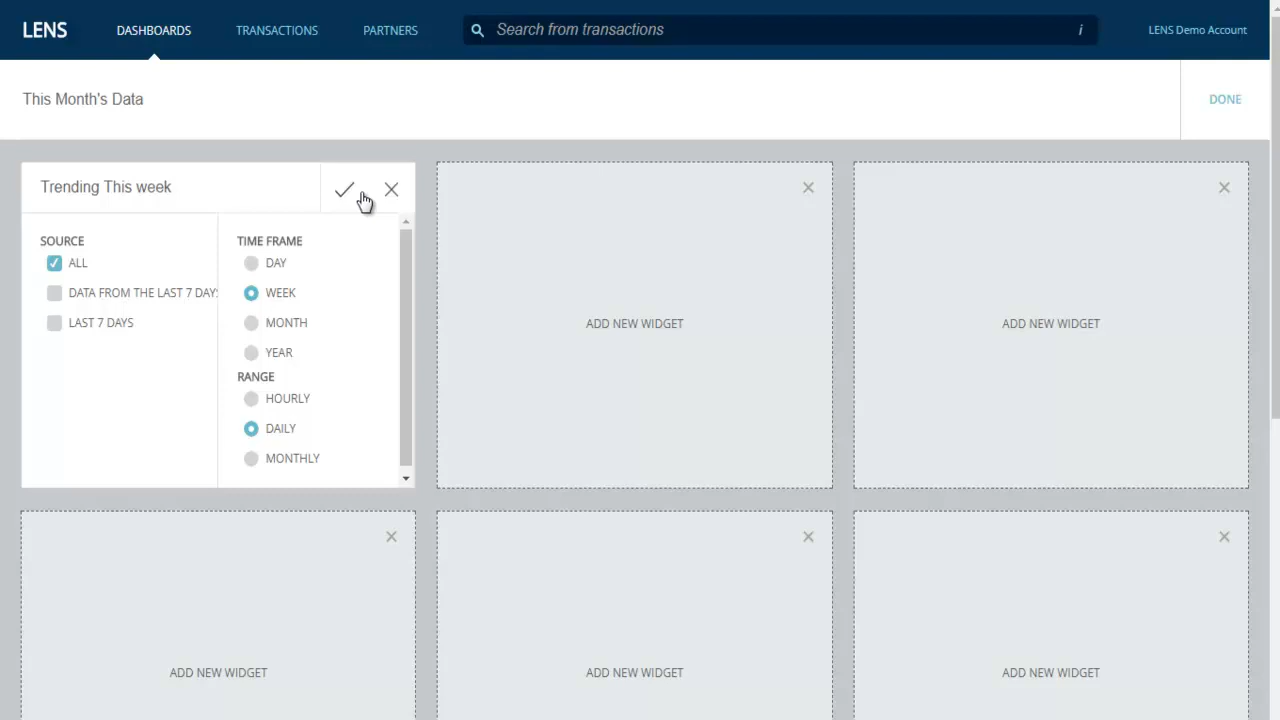 LENS
DASHBOARDS
TRANSACTIONS
PARTNERS
Search from transactions
i
LENS Demo Account
This Month's Data
DONE
Trending This week
SOURCE
ALL
DATA FROM THE LAST 7 DAYS
LAST 7 DAYS
TIME FRAME
DAY
WEEK
MONTH
YEAR
RANGE
HOURLY
DAILY
MONTHLY
ADD NEW WIDGET
ADD NEW WIDGET
ADD NEW WIDGET
ADD NEW WIDGET
ADD NEW WIDGET